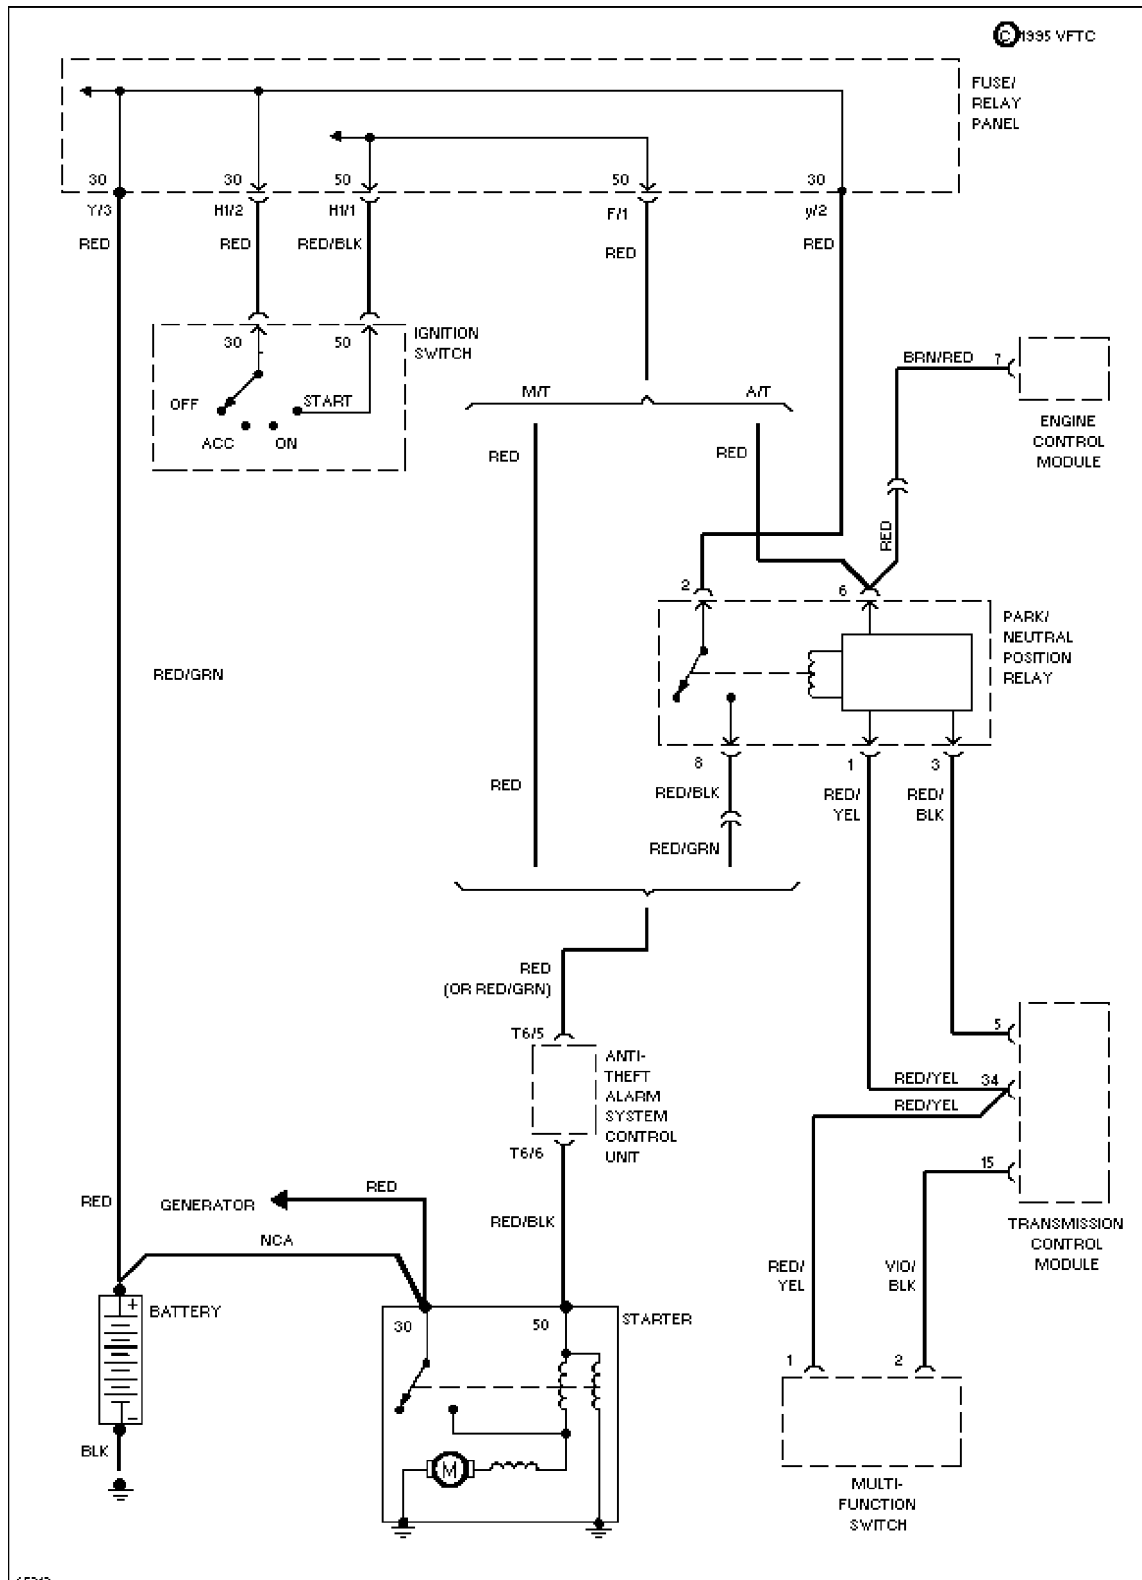 © 1995 VFTC
FUSE/
RELAY
PANEL
30
30
50
50
30
Y/3
H1/2
H1/1
F/1
y/2
RED
RED
RED/BLK
RED
RED
IGNITION
SWITCH
30
50
OFF
START
ACC
ON
M/T
A/T
BRN/RED
7
ENGINE
CONTROL
MODULE
RED
RED
RED
2
6
PARK/
NEUTRAL
POSITION
RELAY
RED/GRN
8
1
3
RED
RED/BLK
RED/
YEL
RED/
BLK
RED/GRN
RED
(OR RED/GRN)
T6/5
5
ANTI-
THEFT
ALARM
SYSTEM
CONTROL
UNIT
RED/YEL
34
RED/YEL
T6/6
15
RED
GENERATOR
RED
RED/BLK
TRANSMISSION
CONTROL
MODULE
NCA
RED/
YEL
VIO/
BLK
+
BATTERY
30
50
STARTER
1
2
-
BLK
M
MULTI-
FUNCTION
SWITCH